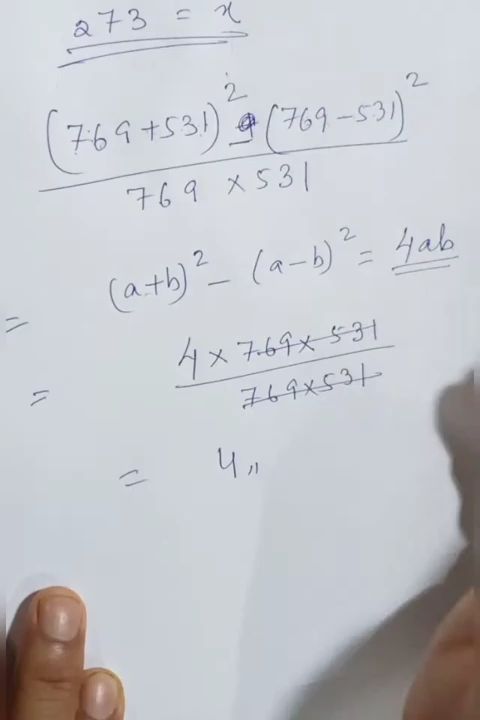 273 = x
(769+531)² - (769-531)²
769 × 531
= (a+b)² - (a-b)² = 4ab
= 4 × 769 × 531
769×531
= 4,,